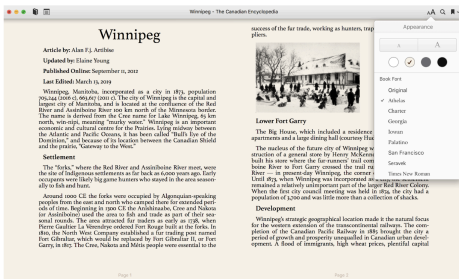 Winnipeg - The Canadian Encyclopedia
AA
Winnipeg
Article by: Alan F.J. Artibise
Updated by: Elaine Young
Published Online: September 11, 2012
Last Edited: March 13, 2019
Winnipeg, Manitoba, incorporated as a city in 1873, population
705,244 (2016 c), 663,617 (2011 c). The city of Winnipeg is the capital and
largest city of Manitoba, and is located at the confluence of the Red
River and Assiniboine River 100 km north of the Minnesota border.
The name is derived from the Cree name for Lake Winnipeg, 65 km
north, win-nipi, meaning "murky water." Winnipeg is an important
economic and cultural centre for the Prairies. Lying midway between
the Atlantic and Pacific Oceans, it has been called "Bull's Eye of the
Dominion," and because of its location between the Canadian Shield
and the prairie, "Gateway to the West."
Settlement
The "forks," where the Red River and Assiniboine River meet, were
the site of Indigenous settlements as far back as 6,000 years ago. Early
occupants were likely big game hunters who stayed in the area season-
ally to fish and hunt.
Around 1000 CE the forks were occupied by Algonquian-speaking
peoples from the east and north who camped there for extended peri-
ods of time. Beginning in 1300 CE the Anishinaabe, Cree and Nakota
(or Assiniboine) used the area to fish and trade as part of their sea-
sonal rounds. The area attracted fur traders as early as 1738, when
Pierre Gaultier La Vérendrye ordered Fort Rouge built at the forks. In
1810, the North West Company established a fur trading post named
Fort Gibraltar, which would be replaced by Fort Gibraltar II, or Fort
Garry, in 1817. The Cree, Nakota and Métis people were essential to the
Page 1
success of the fur trade, working as hunters, trap
pliers.
Lower Fort Garry
The Big House, which included a residence
apartments and a large dining hall (courtesy Hud
The nucleus of the future city of Winnipeg w
struction of a general store by Henry McKenn
built his store where the fur-runners' trail com
boine River to Fort Garry crossed the trail run
River — in present-day Winnipeg, the corner
Until 1873, when Winnipeg was incorporated as
remained a relatively unimportant part of the larger Red River Colony.
When the first city council meeting was held in 1874, the city had a
population of 3,700 and was little more than a collection of shacks.
Development
Winnipeg's strategic geographical location made it the natural focus
for the western extension of the transcontinental railways. The com-
pletion of the Canadian Pacific Railway in 1885 brought the city a
period of growth and prosperity unequalled in Canadian urban devel-
opment. A flood of immigrants, high wheat prices, plentiful capital
Page 2
Appearance
A A
Book Font
Original
✓ Athelas
Charter
Georgia
Iowan
Palatino
San Francisco
Seravek
Times New Roman